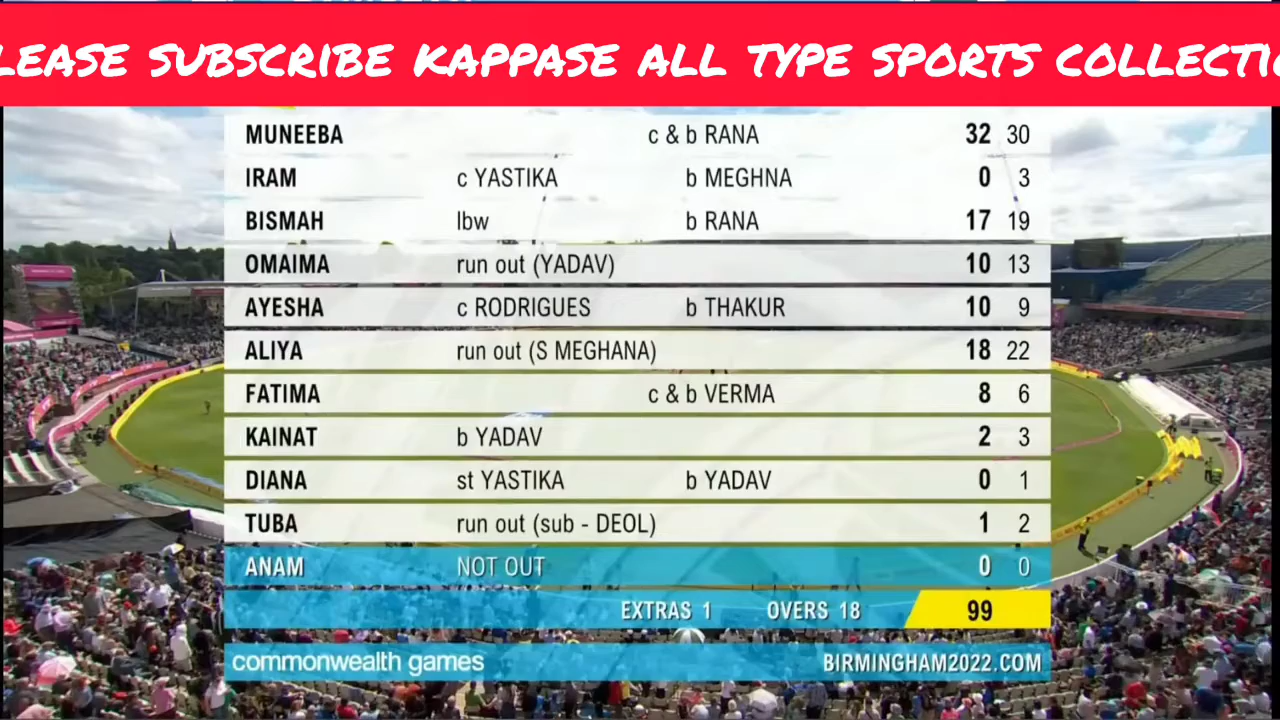 LEASE SUBSCRIBE KAPPASE ALL TYPE SPORTS COLLECTI
MUNEEBA c & b RANA 32 30
IRAM c YASTIKA b MEGHNA 0 3
BISMAH lbw b RANA 17 19
OMAIMA run out (YADAV) 10 13
AYESHA c RODRIGUES b THAKUR 10 9
ALIYA run out (S MEGHANA) 18 22
FATIMA c & b VERMA 8 6
KAINAT b YADAV 2 3
DIANA st YASTIKA b YADAV 0 1
TUBA run out (sub - DEOL) 1 2
ANAM NOT OUT 0 0
EXTRAS 1 OVERS 18 99
commonwealth games BIRMINGHAM2022.COM